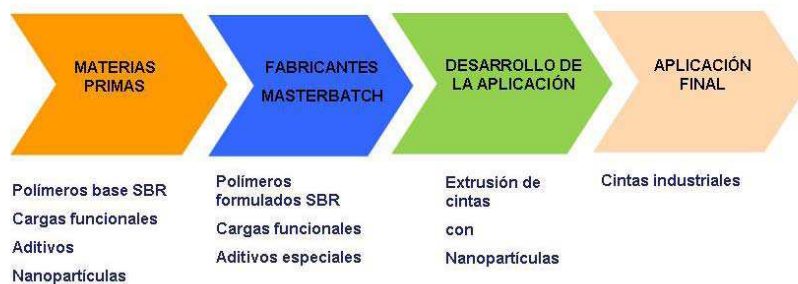 MATERIAS
PRIMAS
FABRICANTES
MASTERBATCH
DESARROLLO DE
LA APLICACIÓN
APLICACIÓN
FINAL
Polímeros base SBR
Cargas funcionales
Aditivos
Nanopartículas
Polímeros
formulados SBR
Cargas funcionales
Aditivos especiales
Extrusión de
cintas
con
Nanopartículas
Cintas industriales